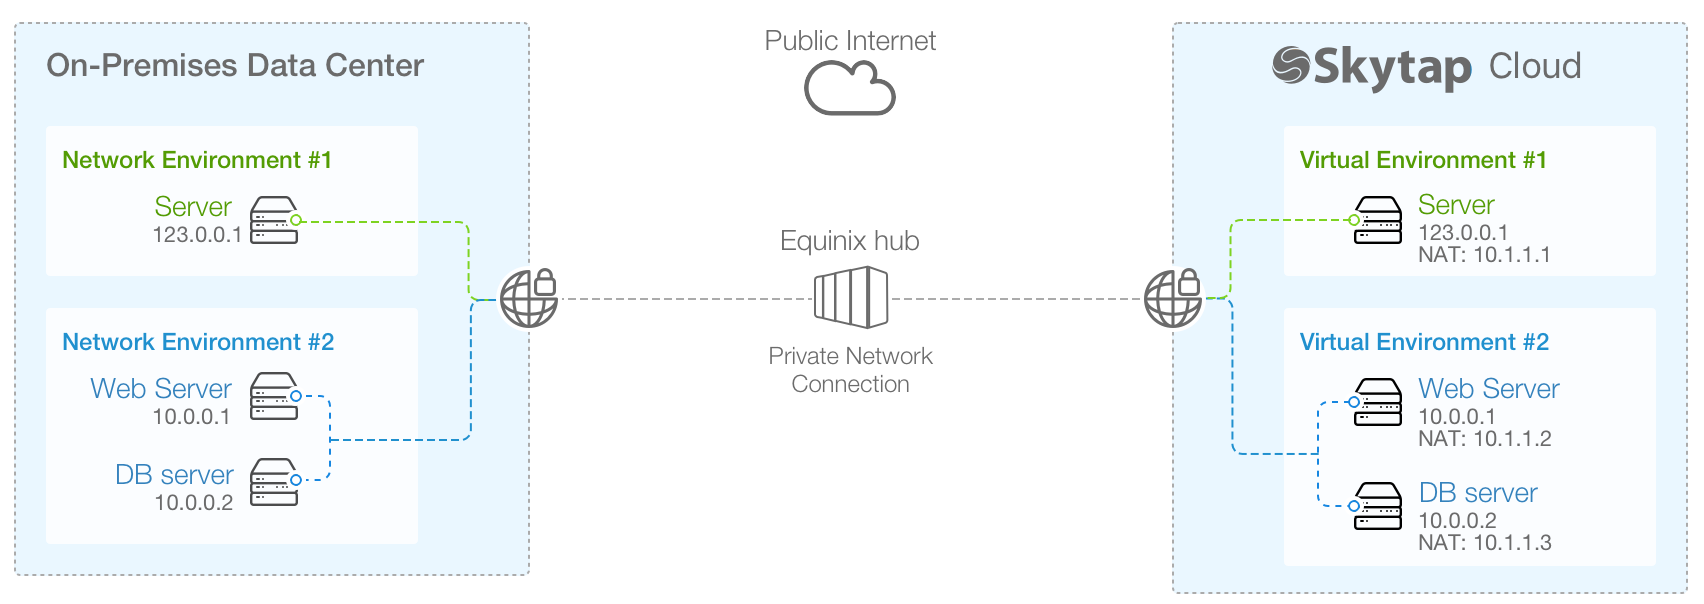 On-Premises Data Center
Network Environment #1
Server
123.0.0.1
Network Environment #2
Web Server
10.0.0.1
DB server
10.0.0.2
Public Internet
Equinix hub
Private Network
Connection
Skytap Cloud
Virtual Environment #1
Server
123.0.0.1
NAT: 10.1.1.1
Virtual Environment #2
Web Server
10.0.0.1
NAT: 10.1.1.2
DB server
10.0.0.2
NAT: 10.1.1.3